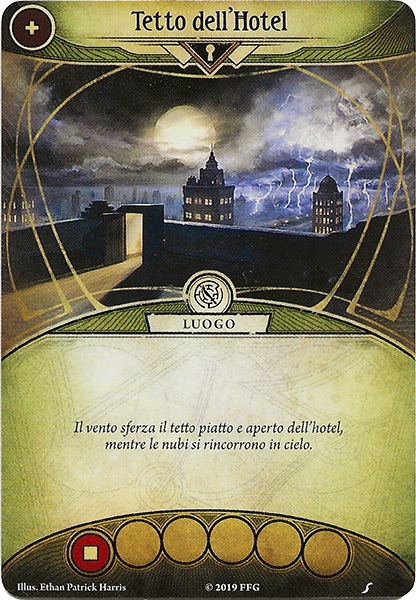 Tetto dell'Hotel
LUOGO
Il vento sferza il tetto piatto e aperto dell'hotel,
mentre le nubi si rincorrono in cielo.
Illus. Ethan Patrick Harris
© 2019 FFG